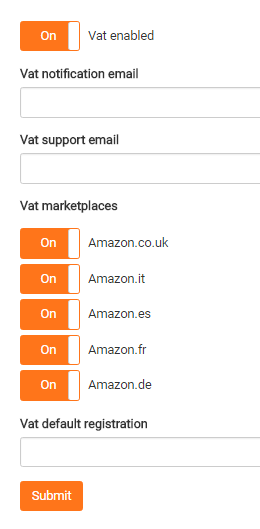 On Vat enabled
Vat notification email
Vat support email
Vat marketplaces
On Amazon.co.uk
On Amazon.it
On Amazon.es
On Amazon.fr
On Amazon.de
Vat default registration
Submit